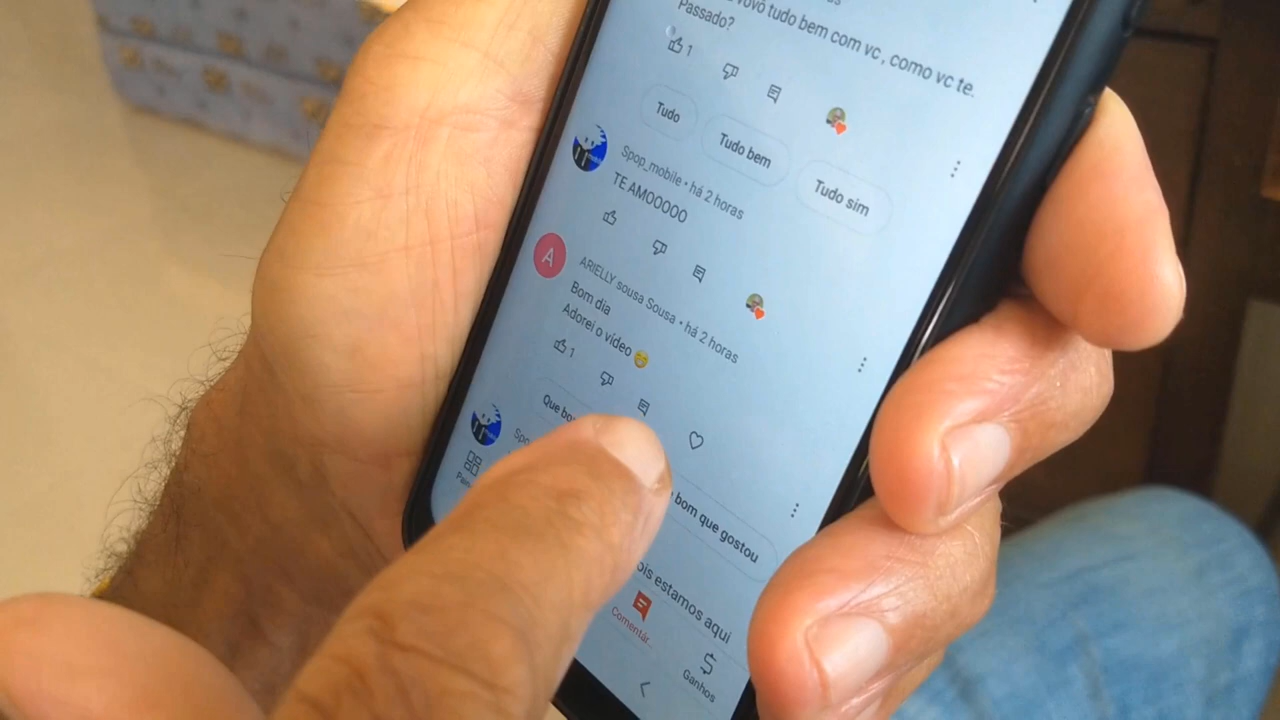 vovô tudo bem com vc , como vc te.
Passado?
1
Tudo
Tudo bem
Tudo sim
Spop_mobile • há 2 horas
TE AMOOOOO
A
ARIELLY sousa Sousa • há 2 horas
Bom dia
Adorei o vídeo
1
Que
bom que gostou
estamos aqui
Comentár...
Ganhos